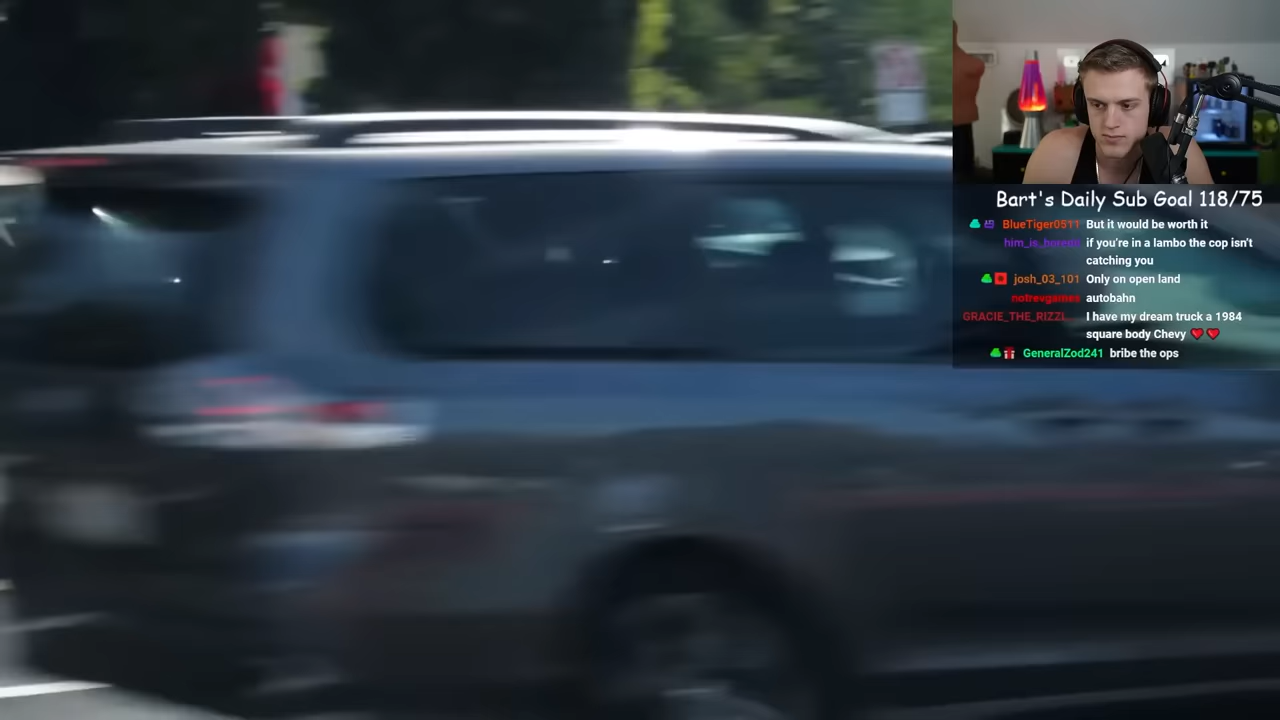 Bart's Daily Sub Goal 118/75
BlueTiger0511 But it would be worth it
him_is_bored if you're in a lambo the cop isn't
catching you
josh_03_101 Only on open land
notrevgames autobahn
GRACIE_THE_RIZZL... I have my dream truck a 1984
square body Chevy ❤️ ❤️
GeneralZod241 bribe the ops